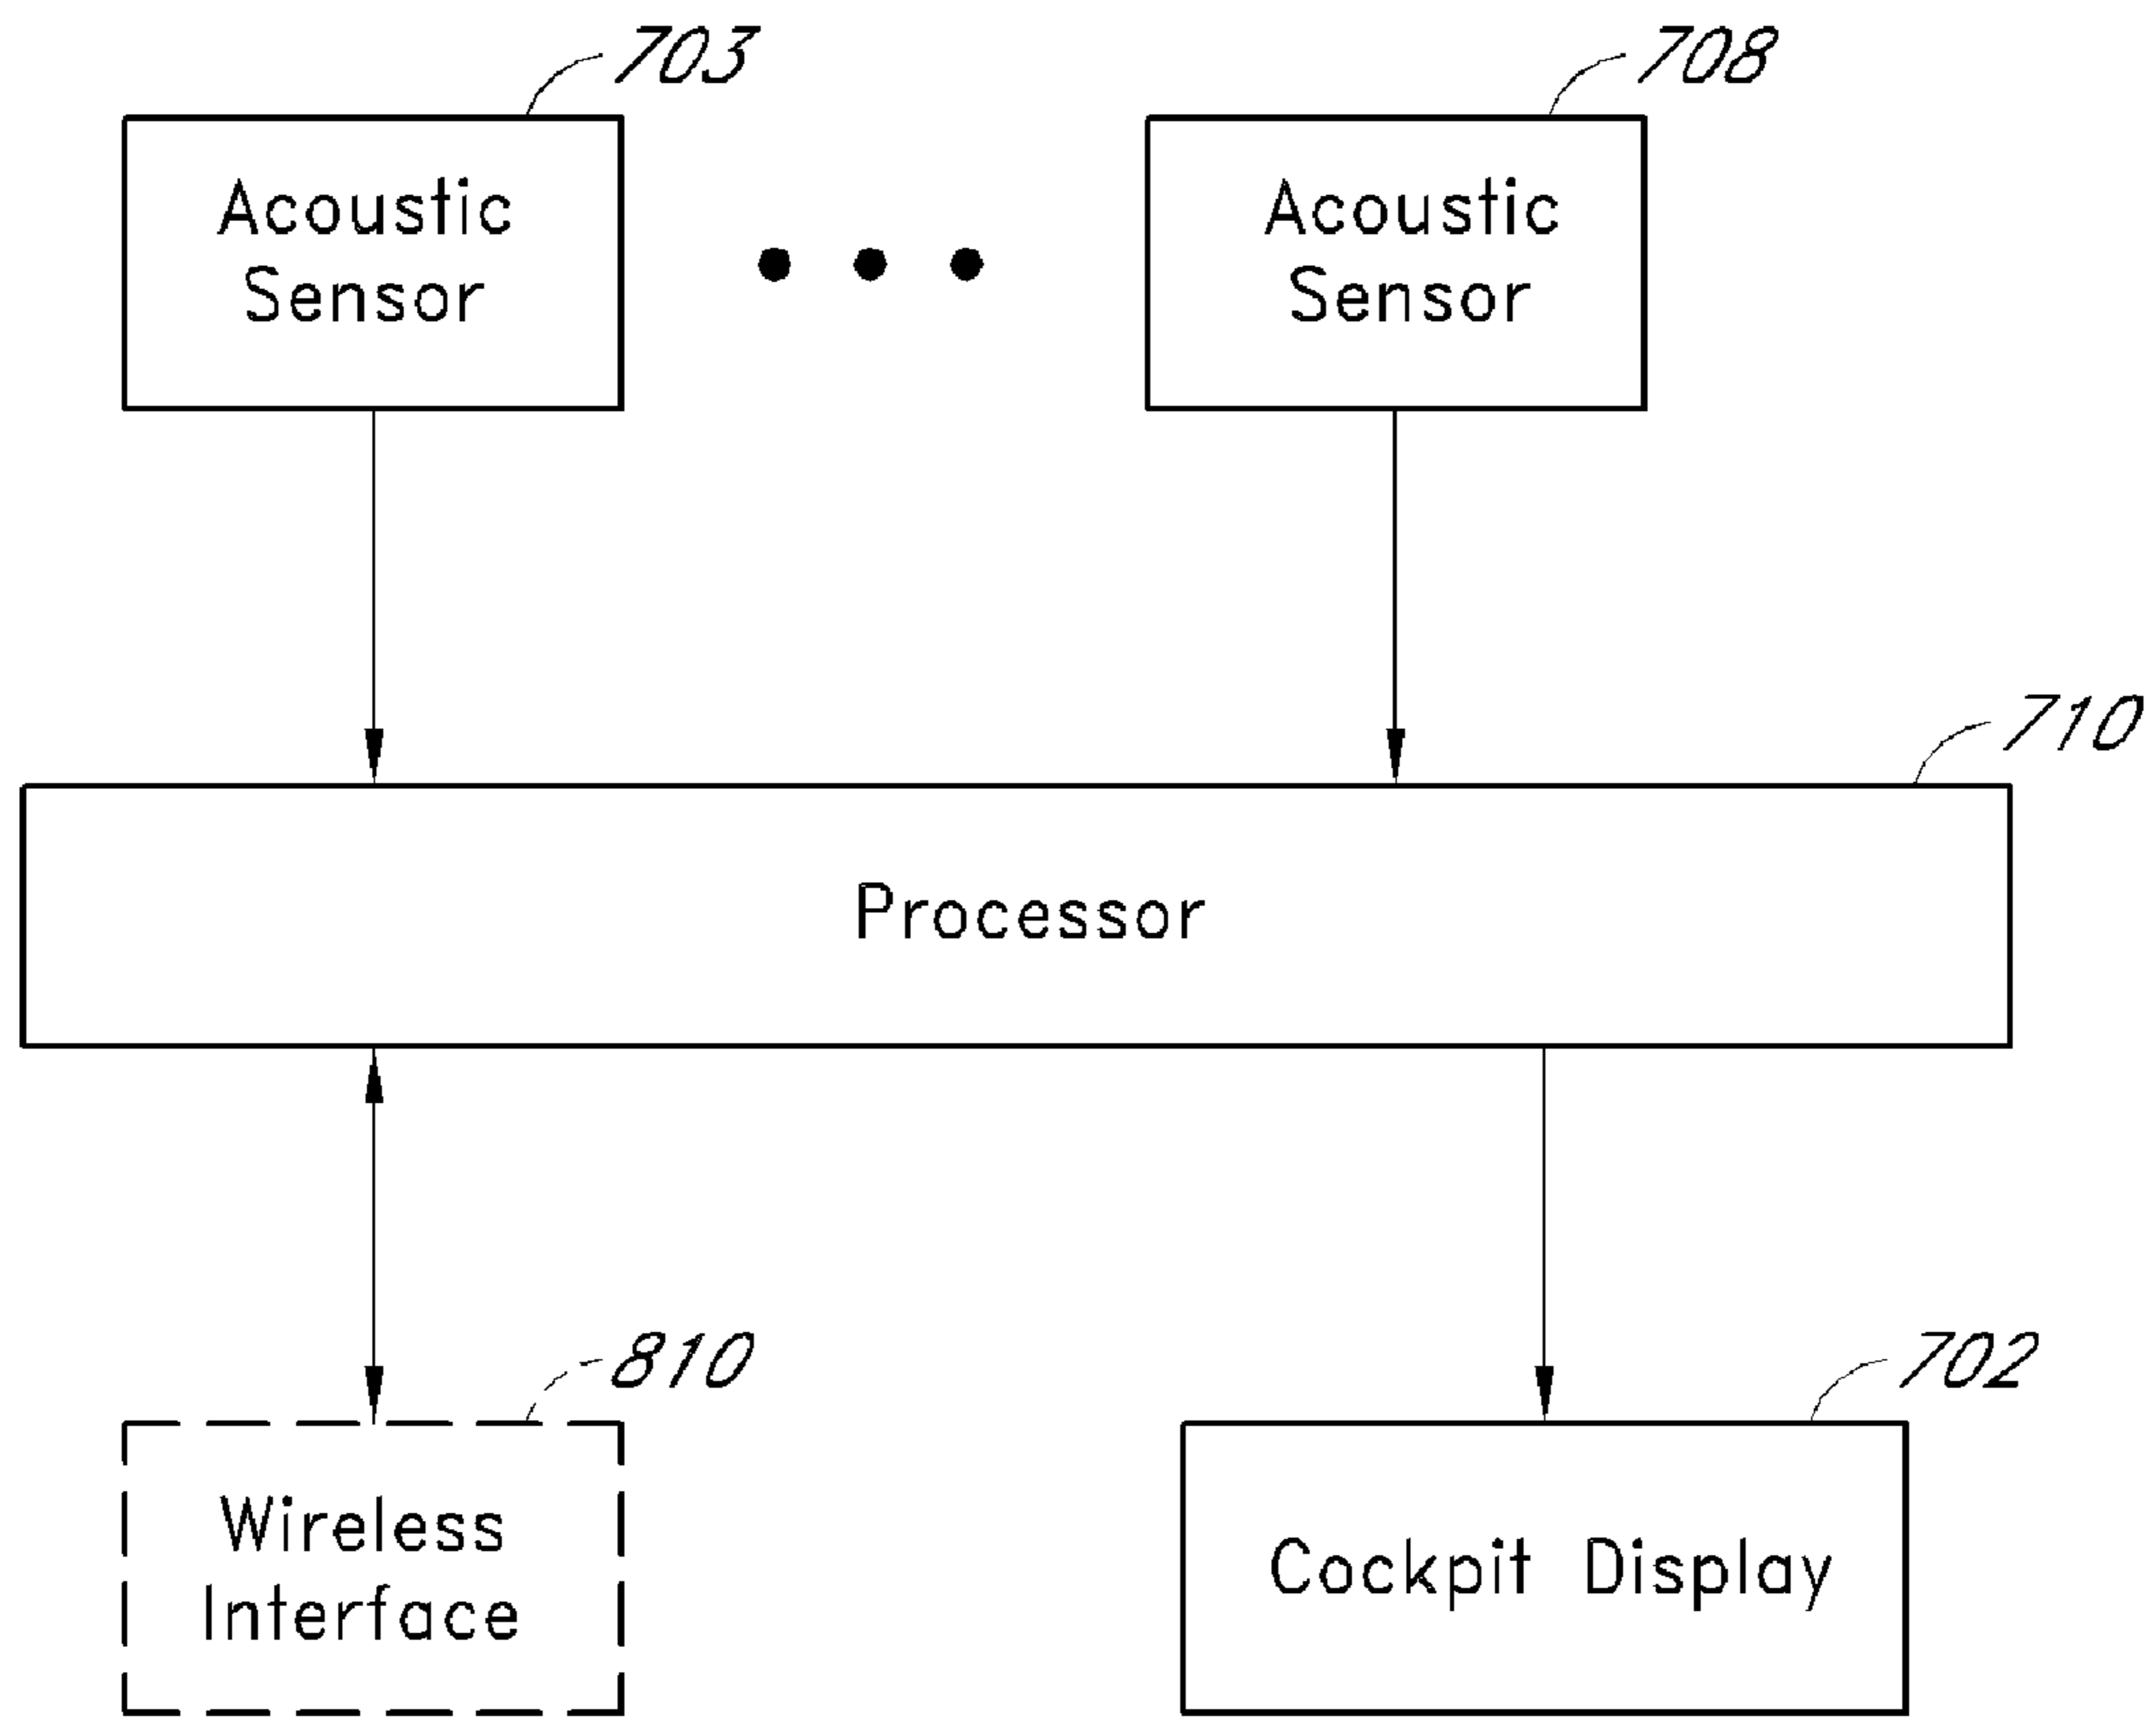 703
708
Acoustic
Sensor
Acoustic
Sensor
710
Processor
810
702
Wireless
Interface
Cockpit Display